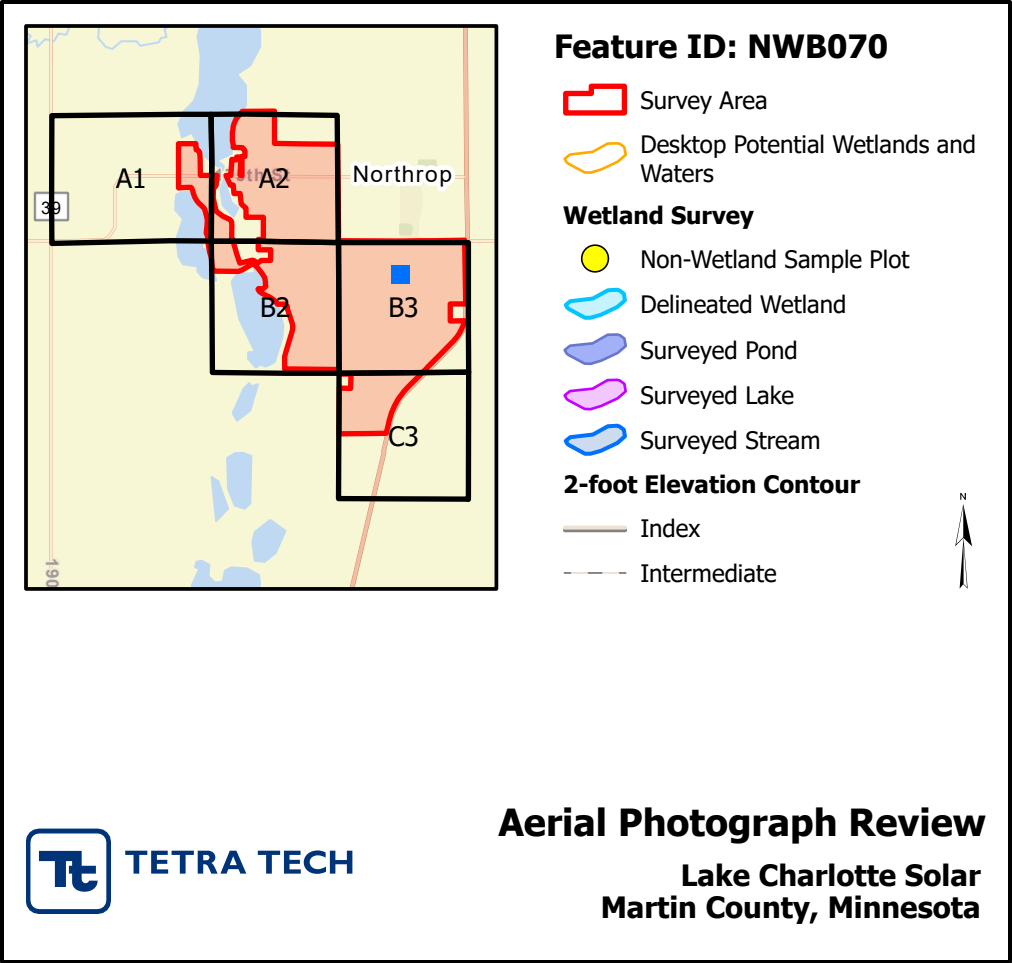 Feature ID: NWB070
Survey Area
Desktop Potential Wetlands and
Waters
Wetland Survey
Non-Wetland Sample Plot
Delineated Wetland
Surveyed Pond
Surveyed Lake
Surveyed Stream
2-foot Elevation Contour
Index
Intermediate
N
A1
A2
Northrop
39
B2
B3
C3
190
TETRA TECH
Aerial Photograph Review
Lake Charlotte Solar
Martin County, Minnesota